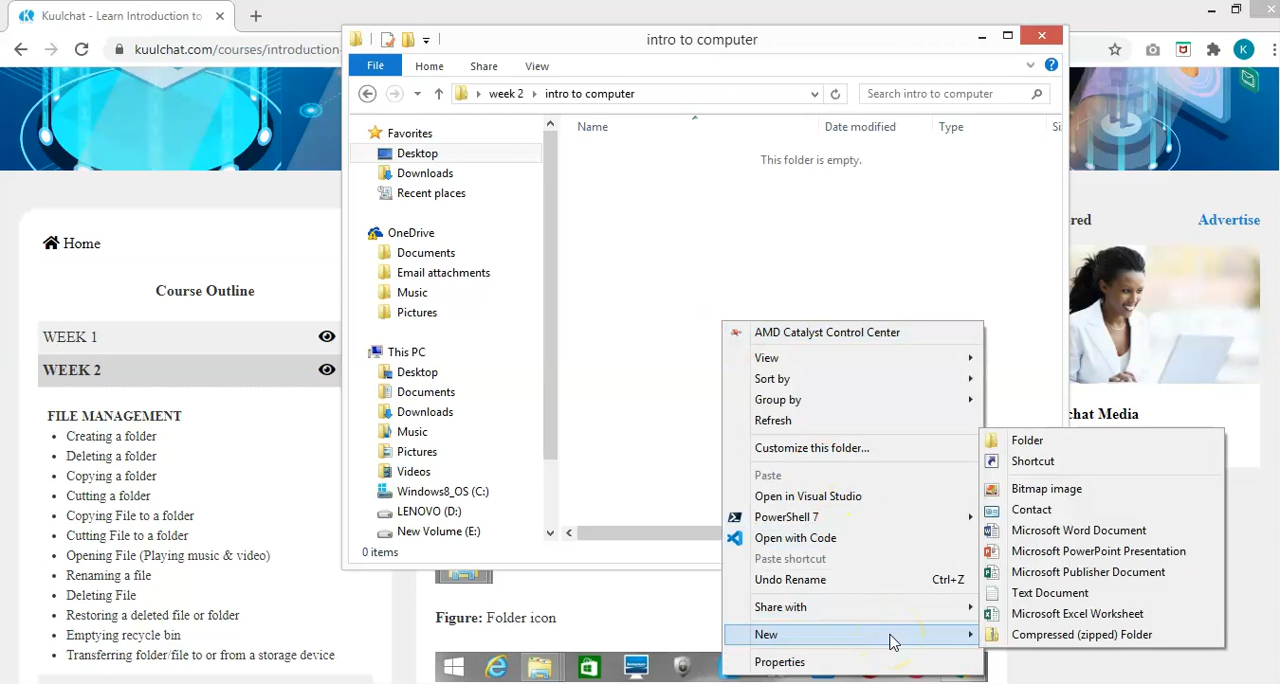 Kuulchat - Learn Introduction to
kuulchat.com/courses/introduction-
K
intro to computer
File
Home
Share
View
week 2
intro to computer
Search intro to computer
Name
Date modified
Type
This folder is empty.
Favorites
Desktop
Downloads
Recent places
OneDrive
Documents
Email attachments
Music
Pictures
This PC
Desktop
Documents
Downloads
Music
Pictures
Videos
Windows8_OS (C:)
LENOVO (D:)
New Volume (E:)
0 items
AMD Catalyst Control Center
View
Sort by
Group by
Refresh
Customize this folder...
Paste
Open in Visual Studio
PowerShell 7
Open with Code
Paste shortcut
Undo Rename Ctrl+Z
Share with
New
Properties
Folder
Shortcut
Bitmap image
Contact
Microsoft Word Document
Microsoft PowerPoint Presentation
Microsoft Publisher Document
Text Document
Microsoft Excel Worksheet
Compressed (zipped) Folder
Home
Course Outline
WEEK 1
WEEK 2
FILE MANAGEMENT
Creating a folder
Deleting a folder
Copying a folder
Cutting a folder
Copying File to a folder
Cutting File to a folder
Opening File (Playing music & video)
Renaming a file
Deleting File
Restoring a deleted file or folder
Emptying recycle bin
Transferring folder/file to or from a storage device
Figure: Folder icon
Advertise
chat Media